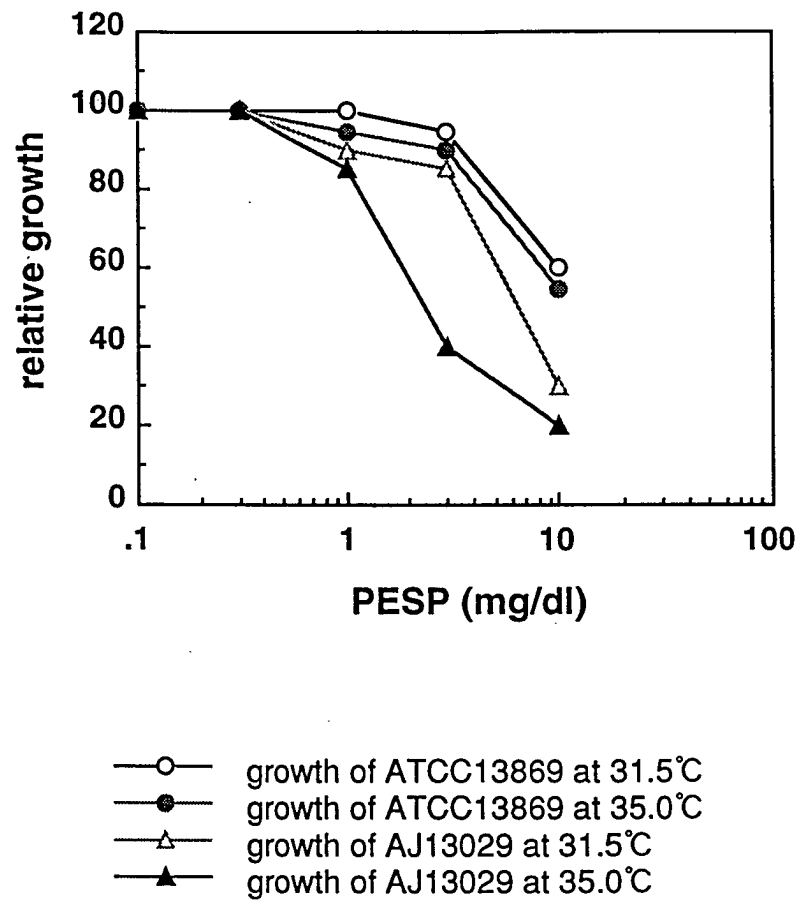 120
100
80
60
40
20
0
relative growth
.1 1 10 100
PESP (mg/dl)
growth of ATCC13869 at 31.5℃
growth of ATCC13869 at 35.0℃
growth of AJ13029 at 31.5℃
growth of AJ13029 at 35.0℃